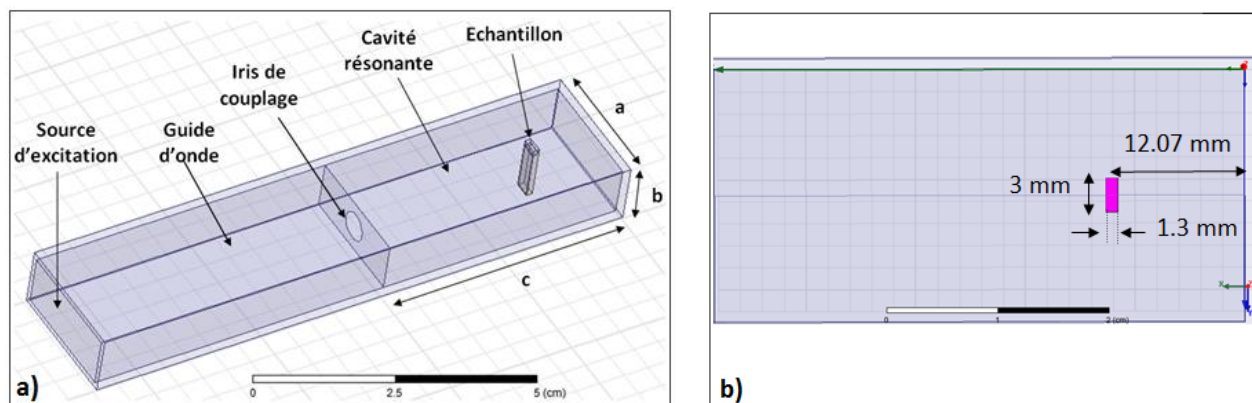 Source
d'excitation
Guide
d'onde
Iris de
couplage
Cavité
résonante
Echantillon
a
b
c
a)
0
2.5
5 (cm)
b)
12.07 mm
3 mm
1.3 mm
0
1
2 (cm)
x